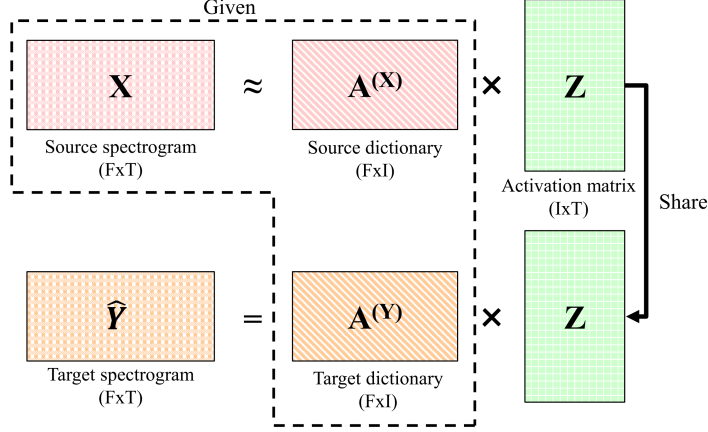 Given
X ≈ A(X) × Z
Source spectrogram
(FxT)
Source dictionary
(FxI)
Activation matrix
(IxT)
Share
Ŷ = A(Y) × Z
Target spectrogram
(FxT)
Target dictionary
(FxI)